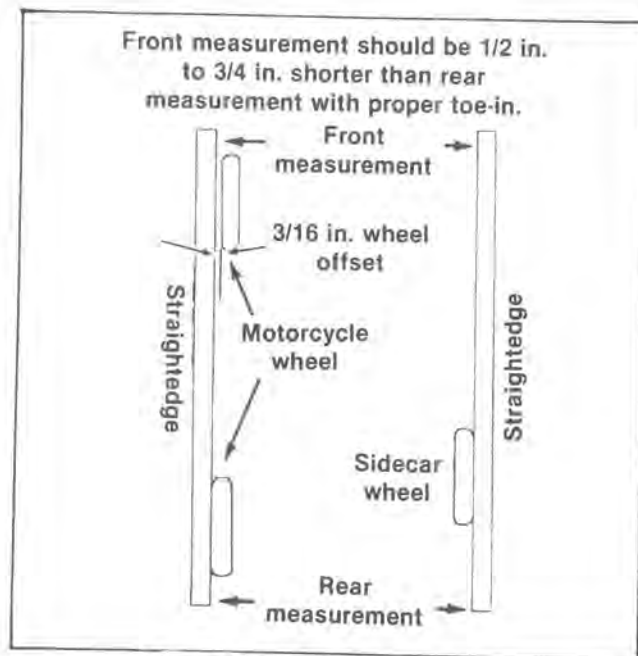 Front measurement should be 1/2 in.
to 3/4 in. shorter than rear
measurement with proper toe-in.
Front
measurement
3/16 in. wheel
offset
Straightedge
Motorcycle
wheel
Straightedge
Sidecar
wheel
Rear
measurement